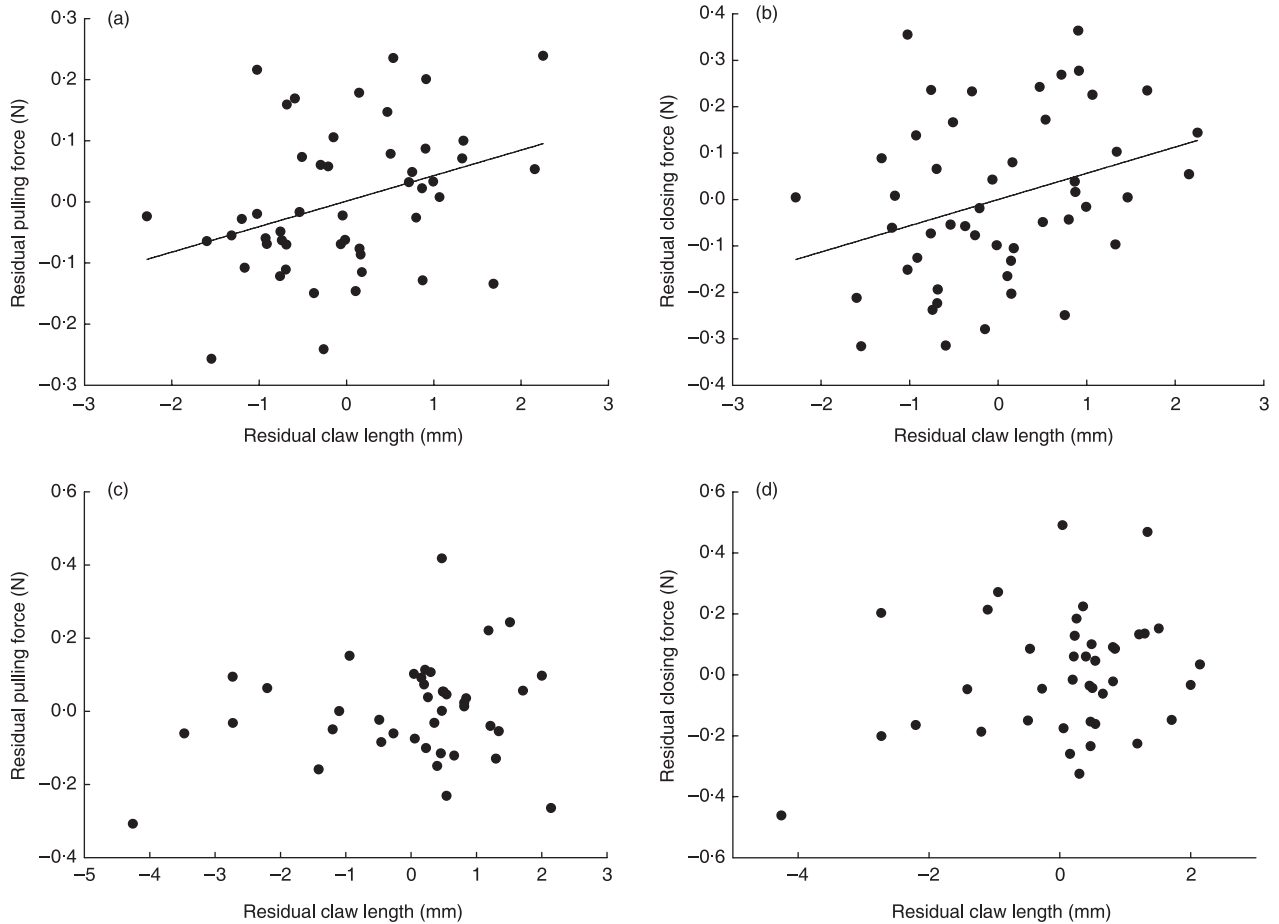 (a)
Residual pulling force (N)
0·3
0·2
0·1
0·0
−0·1
−0·2
−0·3
−3 −2 −1 0 1 2 3
Residual claw length (mm)
(b)
Residual closing force (N)
0·4
0·3
0·2
0·1
0·0
−0·1
−0·2
−0·3
−0·4
−3 −2 −1 0 1 2 3
Residual claw length (mm)
(c)
Residual pulling force (N)
0·6
0·4
0·2
0·0
−0·2
−0·4
−5 −4 −3 −2 −1 0 1 2 3
Residual claw length (mm)
(d)
Residual closing force (N)
0·6
0·4
0·2
0·0
−0·2
−0·4
−0·6
−4 −2 0 2
Residual claw length (mm)